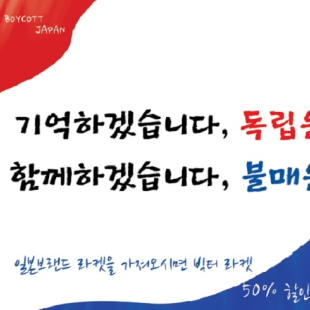 BOYCOTT
JAPAN
기억하겠습니다, 독립은
함께하겠습니다, 불매운
일본브랜드 라켓을 가져오시면 빅터 라켓
50% 할인